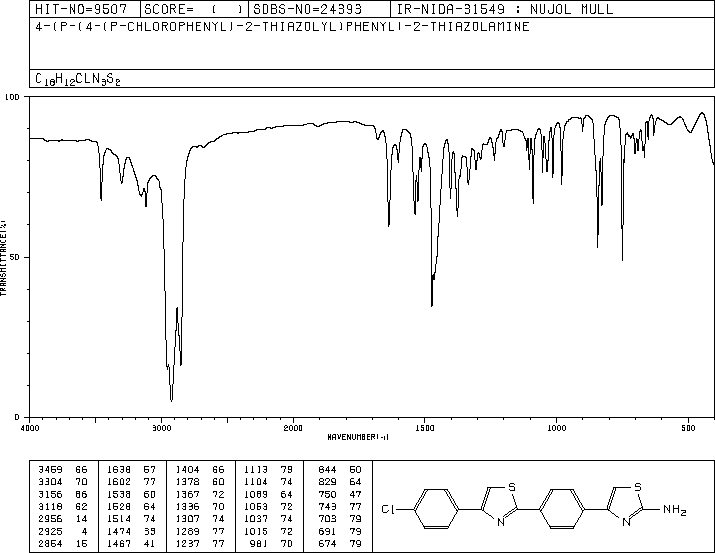 HIT-NO=9507 SCORE= ( ) SDBS-NO=24393 IR-NIDA-31549 : NUJOL MULL
4-(P-(4-(P-CHLOROPHENYL)-2-THIAZOLYL)PHENYL)-2-THIAZOLAMINE
C18H12CLN3S2
100
50
0
TRANSMITTANCE(%)
4000 3000 2000 1500 1000 500
WAVENUMBER(-1)
3459 66 1638 57 1404 66 1113 79 844 50
3304 70 1602 77 1378 60 1104 74 829 64
3156 66 1538 60 1367 72 1089 64 750 47
3118 62 1528 64 1336 70 1053 72 743 77
2956 14 1514 74 1307 74 1037 74 703 79
2925 4 1474 33 1289 77 1015 72 691 79
2854 15 1467 41 1237 77 981 70 674 79
Cl S N S N NH2